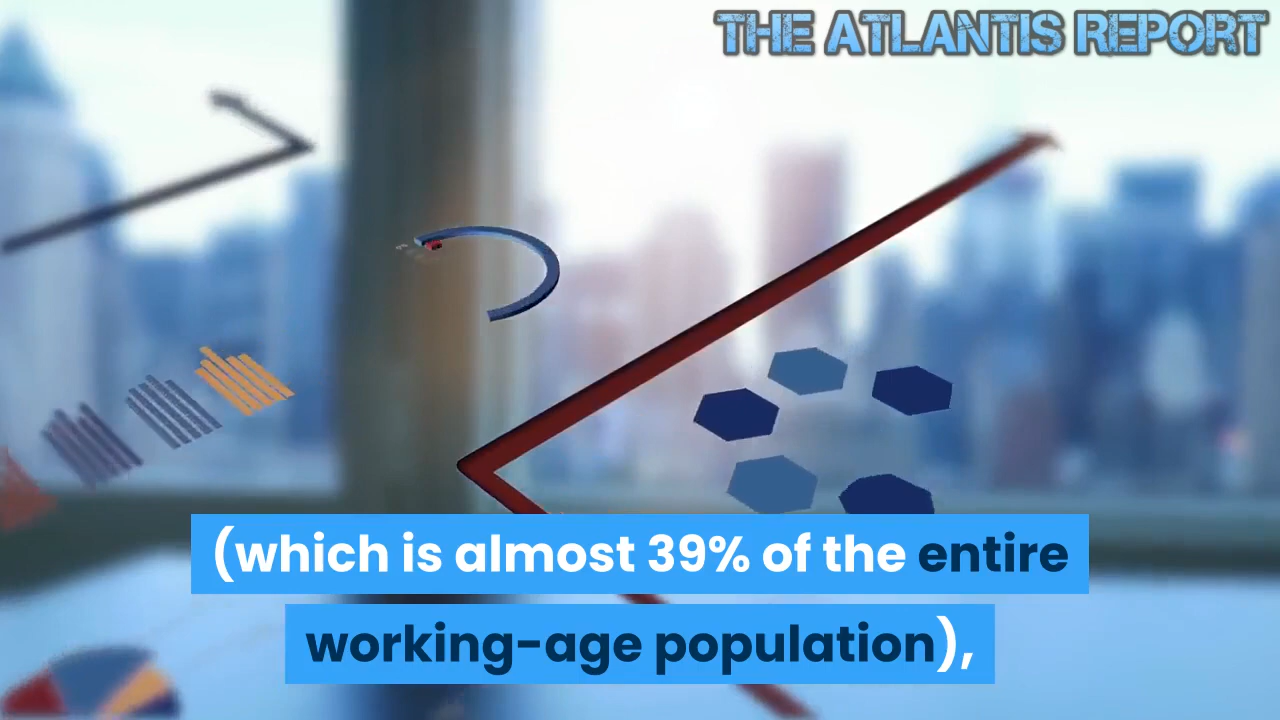 THE ATLANTIS REPORT
(which is almost 39% of the entire
working-age population),